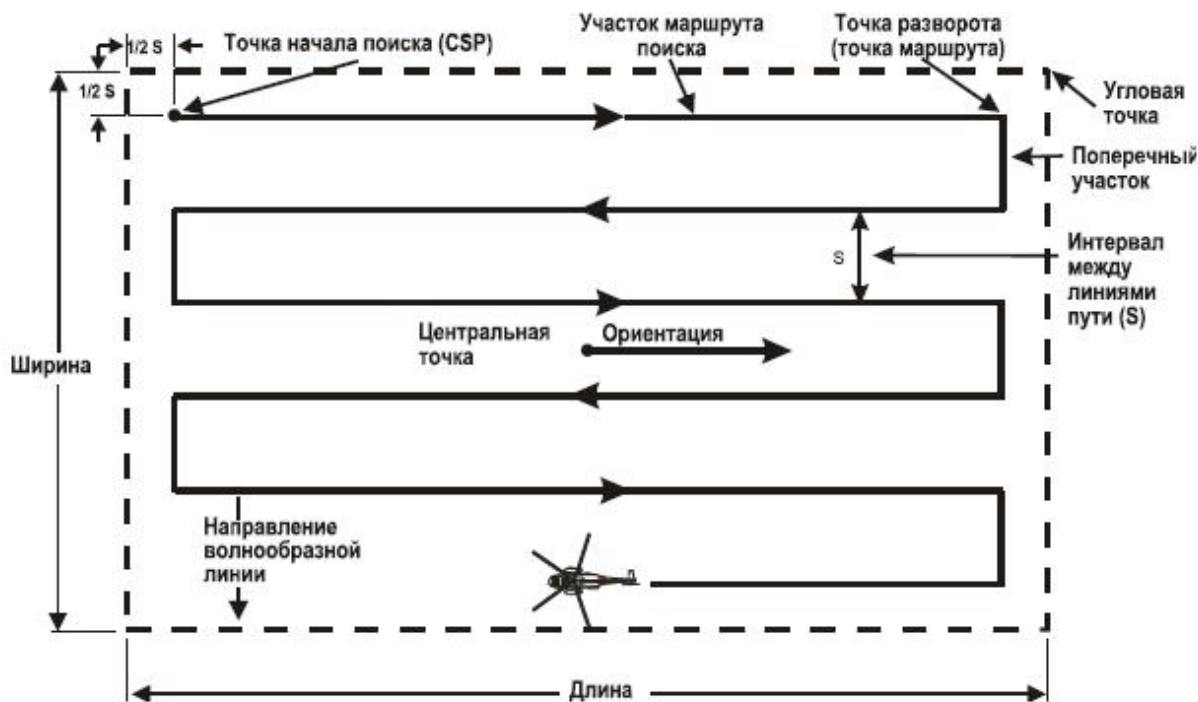 1/2 S
Точка начала поиска (CSP)
Участок маршрута
поиска
Точка разворота
(точка маршрута)
1/2 S
Угловая
точка
Поперечный
участок
S
Интервал
между
линиями
пути (S)
Центральная
точка
Ориентация
Ширина
Направление
волнообразной
линии
Длина